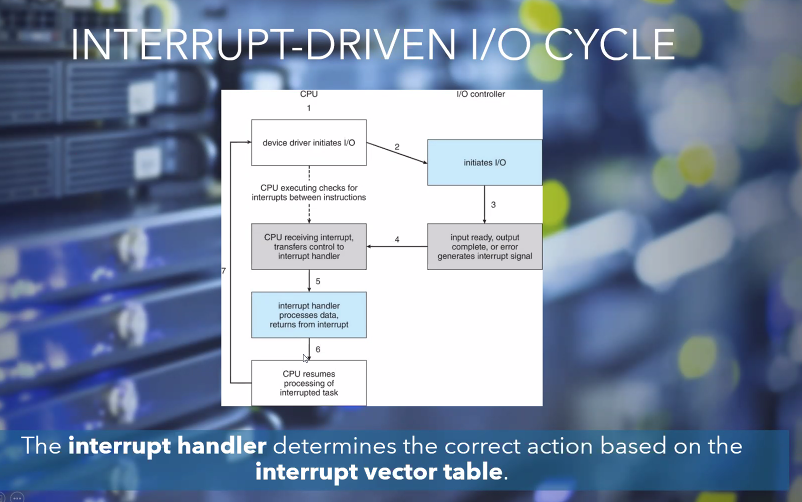 INTERRUPT-DRIVEN I/O CYCLE
CPU
I/O controller
1
device driver initiates I/O
2
initiates I/O
CPU executing checks for
interrupts between instructions
3
CPU receiving interrupt,
transfers control to
interrupt handler
4
input ready, output
complete, or error
generates interrupt signal
7
5
interrupt handler
processes data,
returns from interrupt
6
CPU resumes
processing of
interrupted task
The interrupt handler determines the correct action based on the
interrupt vector table.